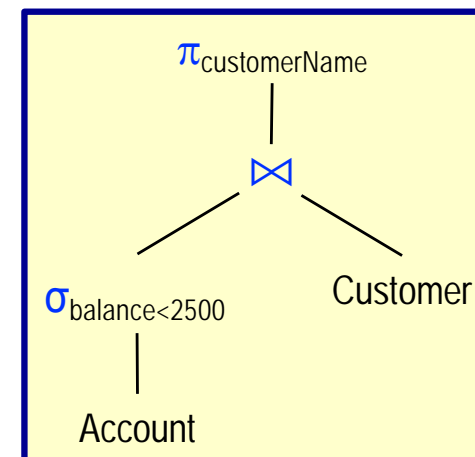 πcustomerName
⋈
σbalance<2500
Customer
Account